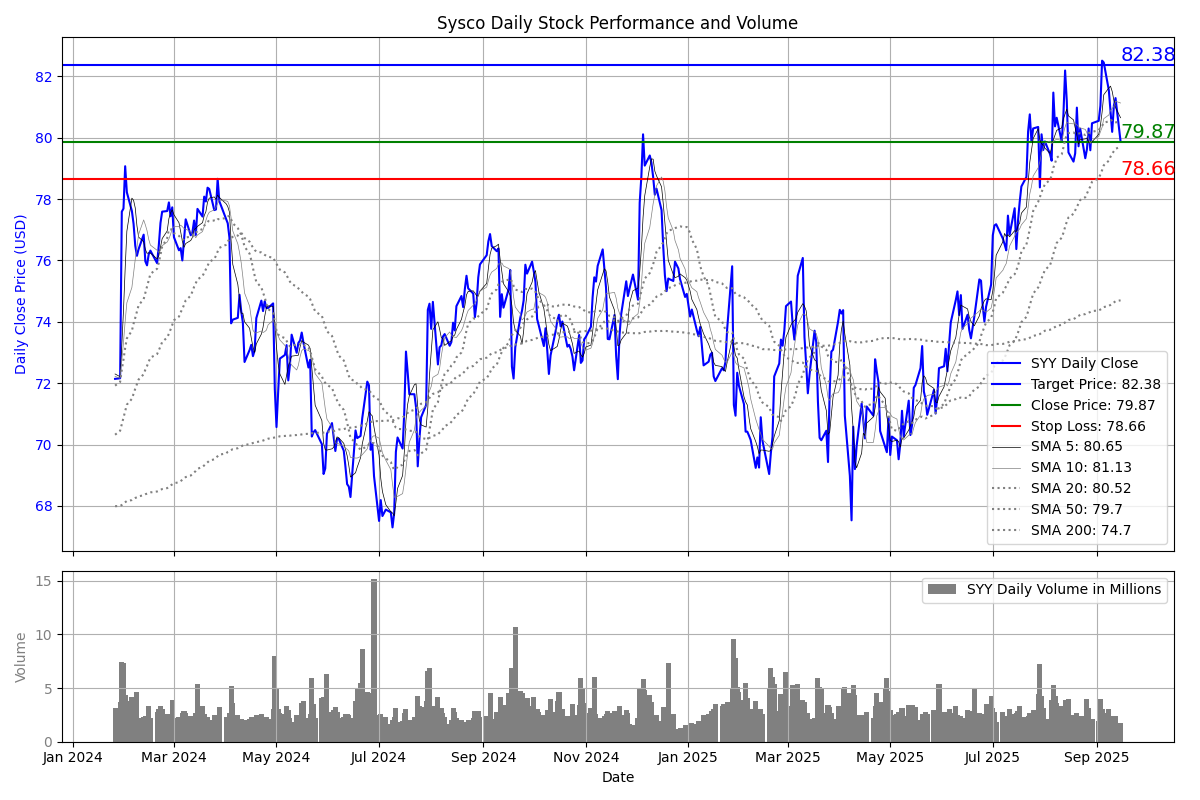 Sysco Daily Stock Performance and Volume
82.38
79.87
78.66
Daily Close Price (USD)
82
80
78
76
74
72
70
68
SYY Daily Close
Target Price: 82.38
Close Price: 79.87
Stop Loss: 78.66
SMA 5: 80.65
SMA 10: 81.13
SMA 20: 80.52
SMA 50: 79.7
SMA 200: 74.7
Volume
15
10
5
0
SYY Daily Volume in Millions
Jan 2024 Mar 2024 May 2024 Jul 2024 Sep 2024 Nov 2024 Jan 2025 Mar 2025 May 2025 Jul 2025 Sep 2025
Date